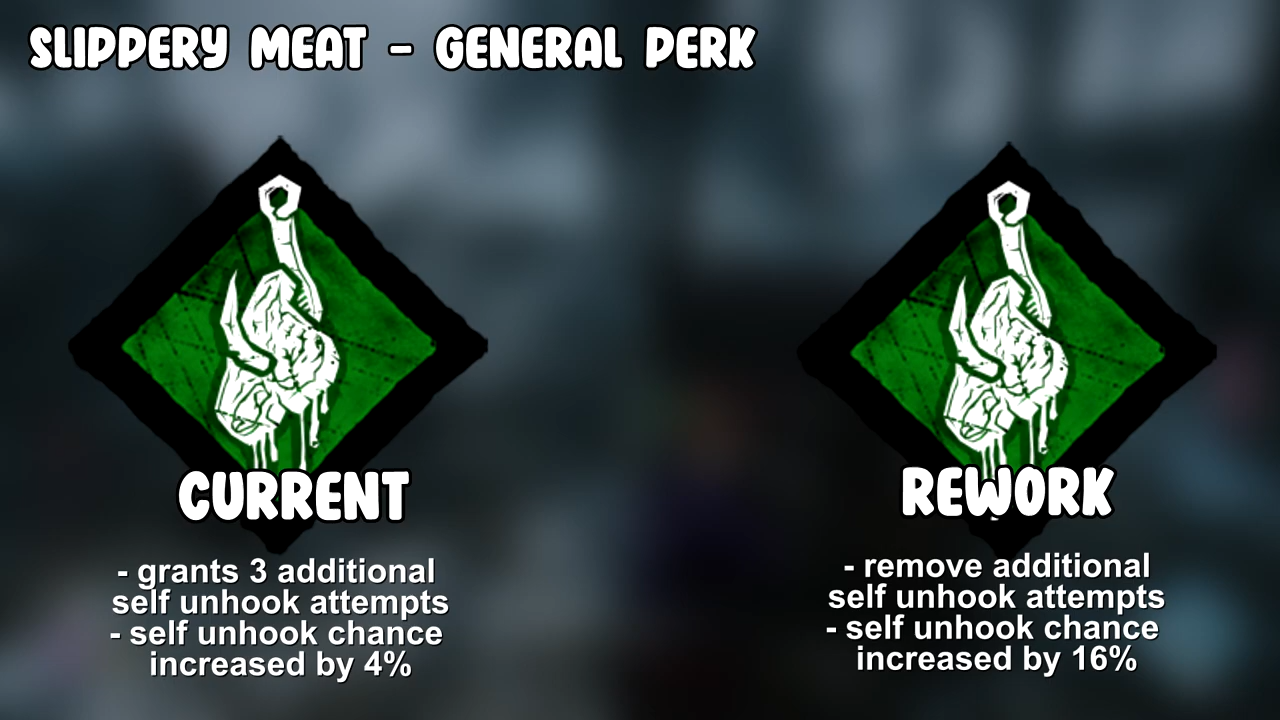 SLIPPERY MEAT - GENERAL PERK
CURRENT
- grants 3 additional
self unhook attempts
- self unhook chance
increased by 4%
REWORK
- remove additional
self unhook attempts
- self unhook chance
increased by 16%